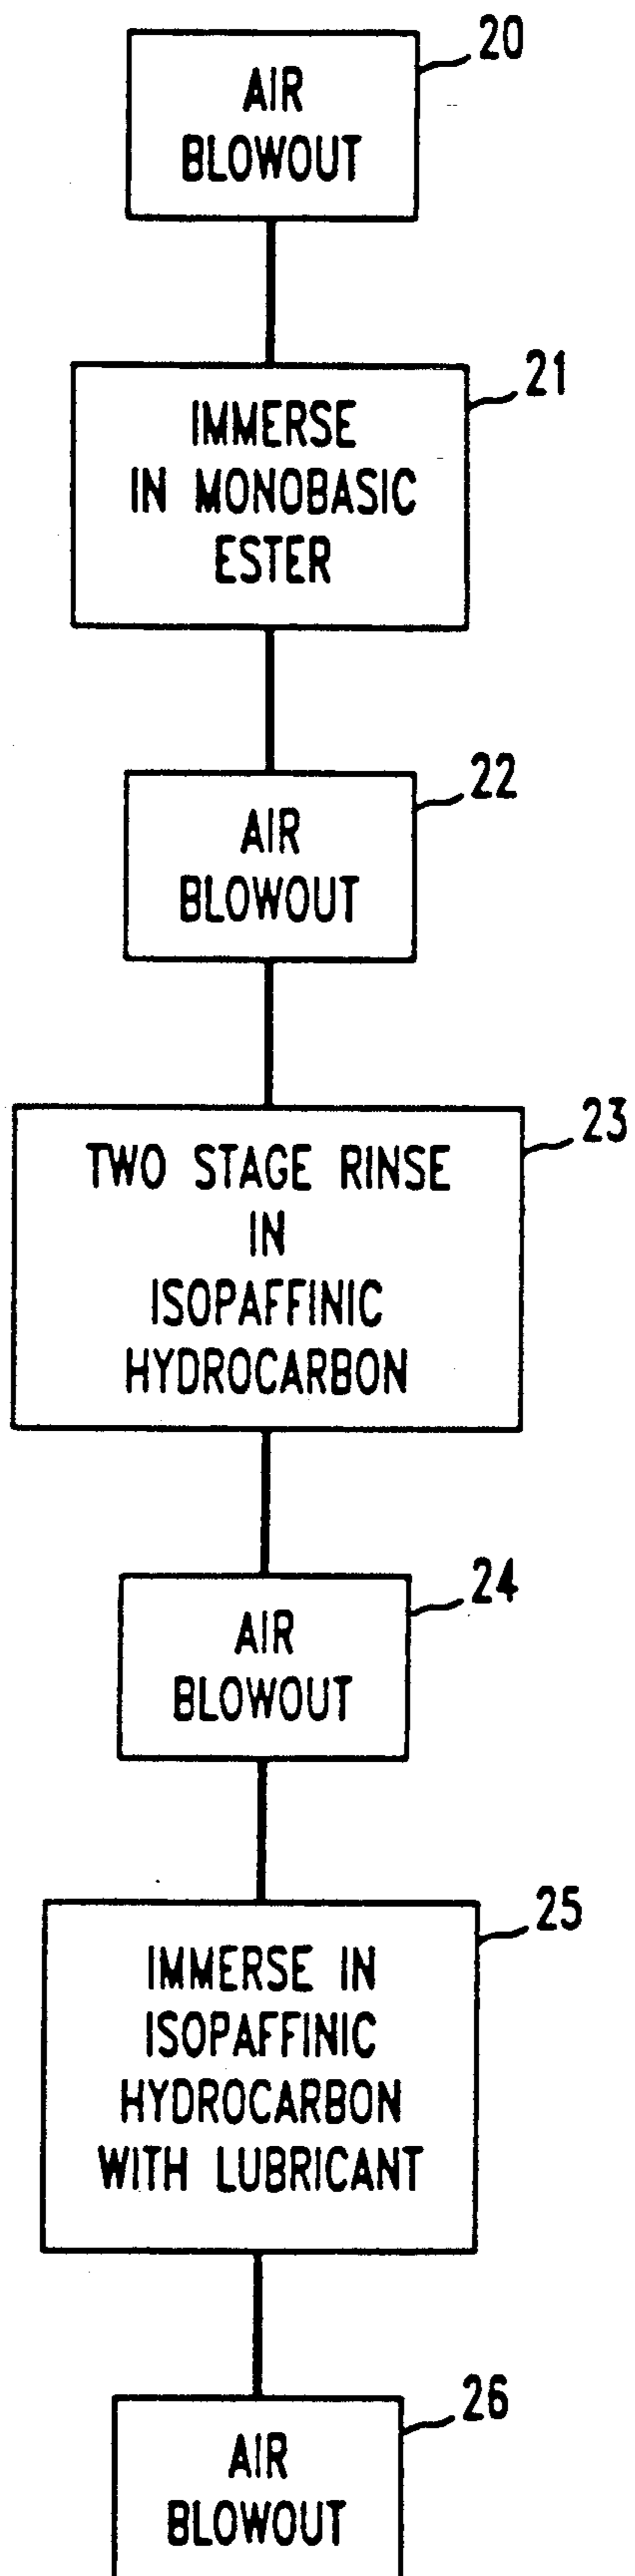 20
AIR
BLOWOUT
21
IMMERSE
IN MONOBASIC
ESTER
22
AIR
BLOWOUT
23
TWO STAGE RINSE
IN
ISOPAFFINIC
HYDROCARBON
24
AIR
BLOWOUT
25
IMMERSE IN
ISOPAFFINIC
HYDROCARBON
WITH LUBRICANT
26
AIR
BLOWOUT